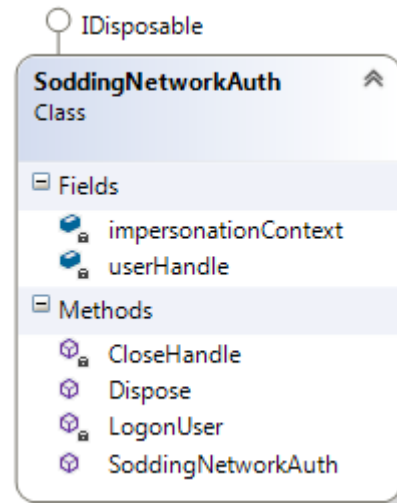 IDisposable
SoddingNetworkAuth
Class
Fields
impersonationContext
userHandle
Methods
CloseHandle
Dispose
LogonUser
SoddingNetworkAuth